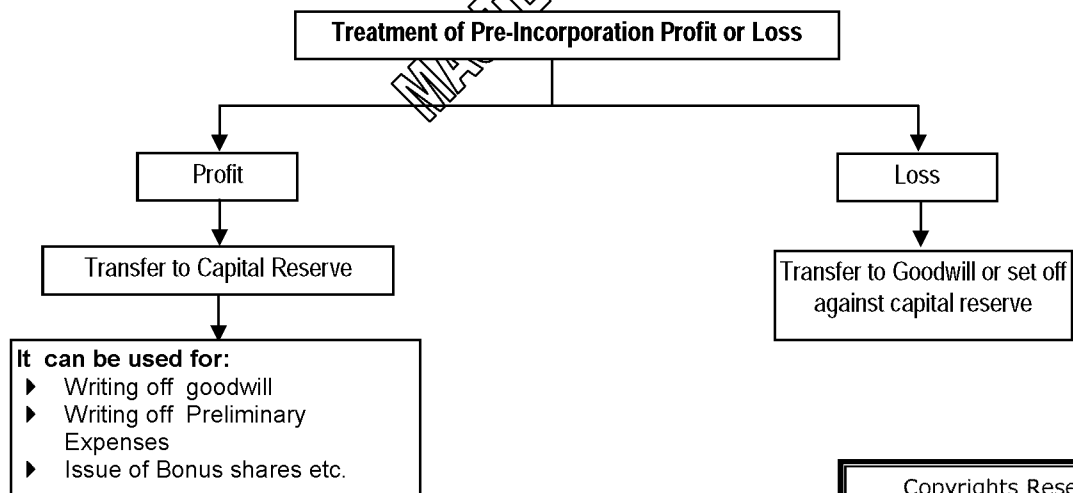 Treatment of Pre-Incorporation Profit or Loss
Profit
Loss
Transfer to Capital Reserve
Transfer to Goodwill or set off
against capital reserve
It can be used for:
Writing off goodwill
Writing off Preliminary
Expenses
Issue of Bonus shares etc.
Copyrights